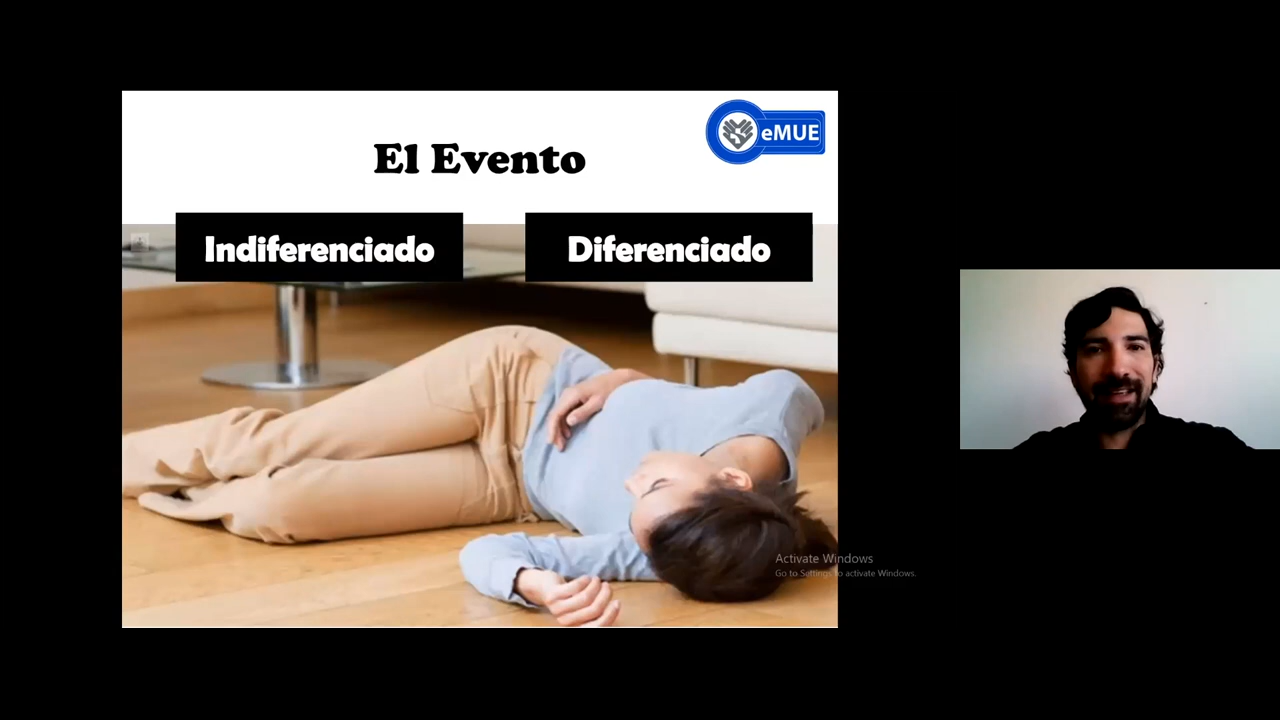 El Evento
eMUE
Indiferenciado
Diferenciado
Activate Windows
Go to Settings to activate Windows.